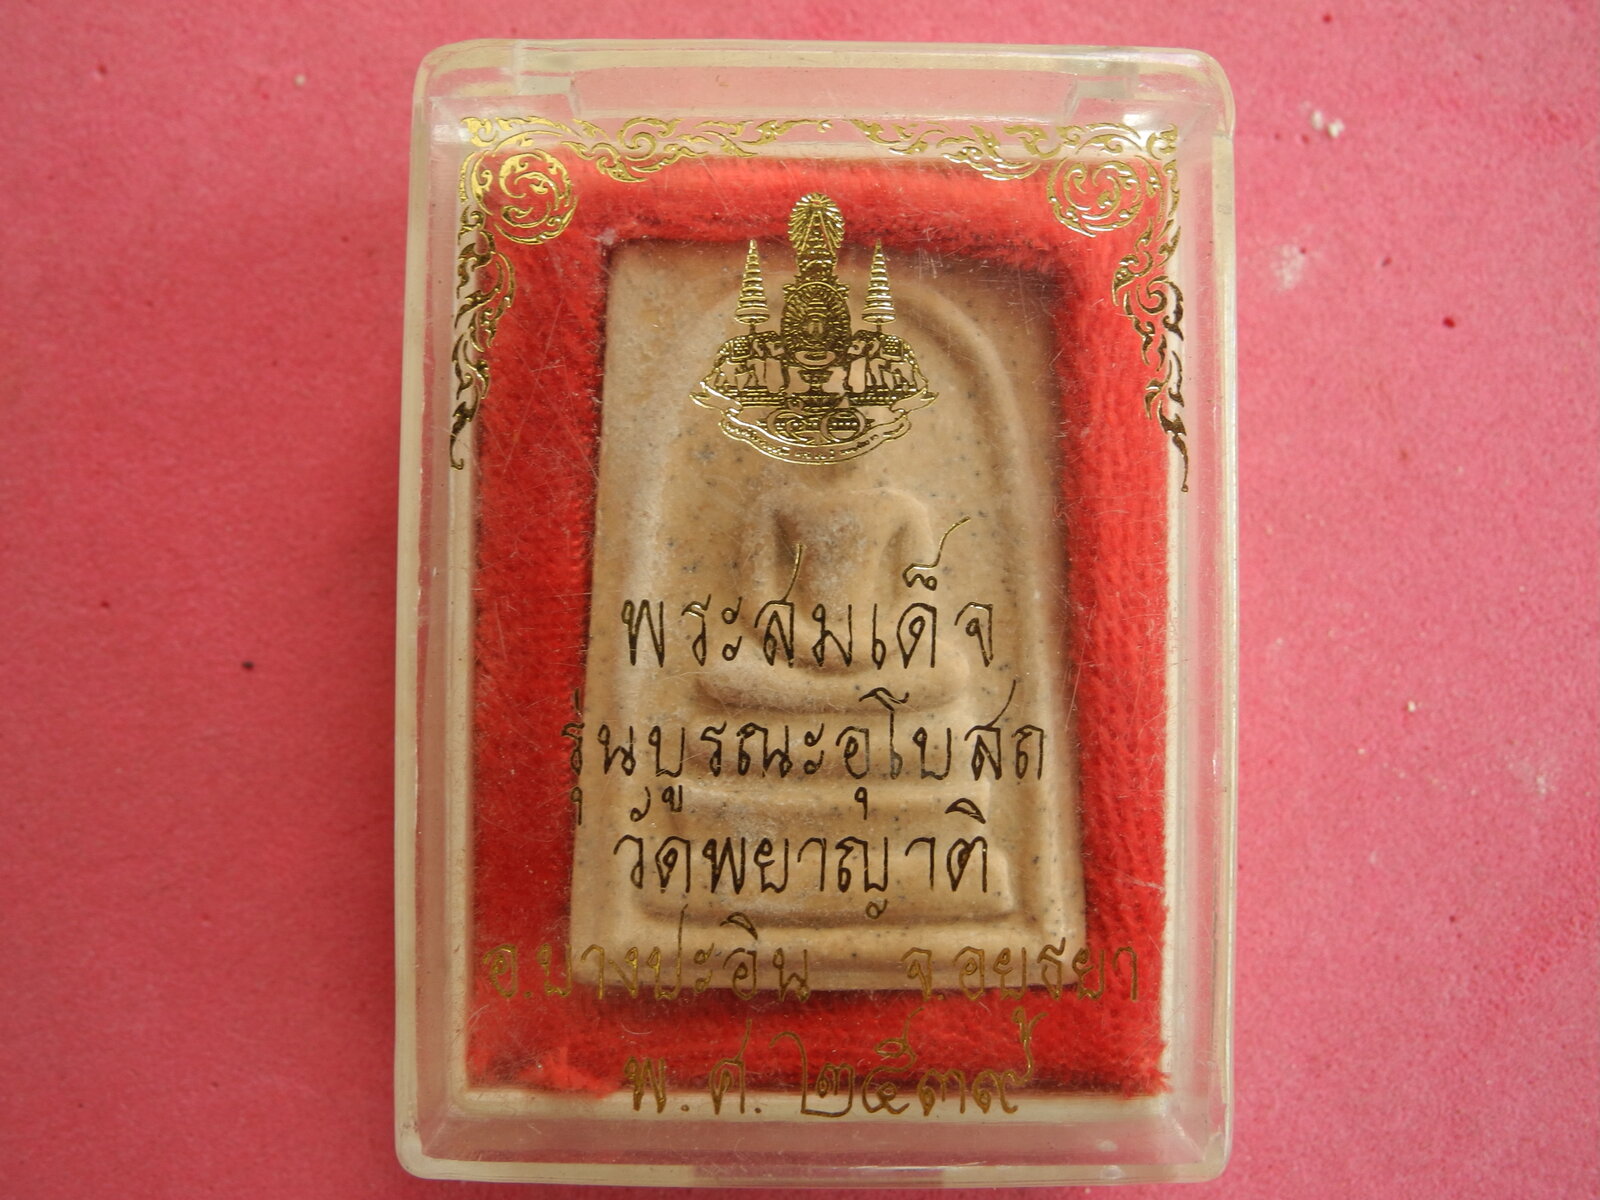 พระสมเด็จ
รุ่นบูรณะอุโบสถ
วัดพยาญาติ
อ.บางปะอิน จ.อยุธยา
พ.ศ.๒๕๓๙